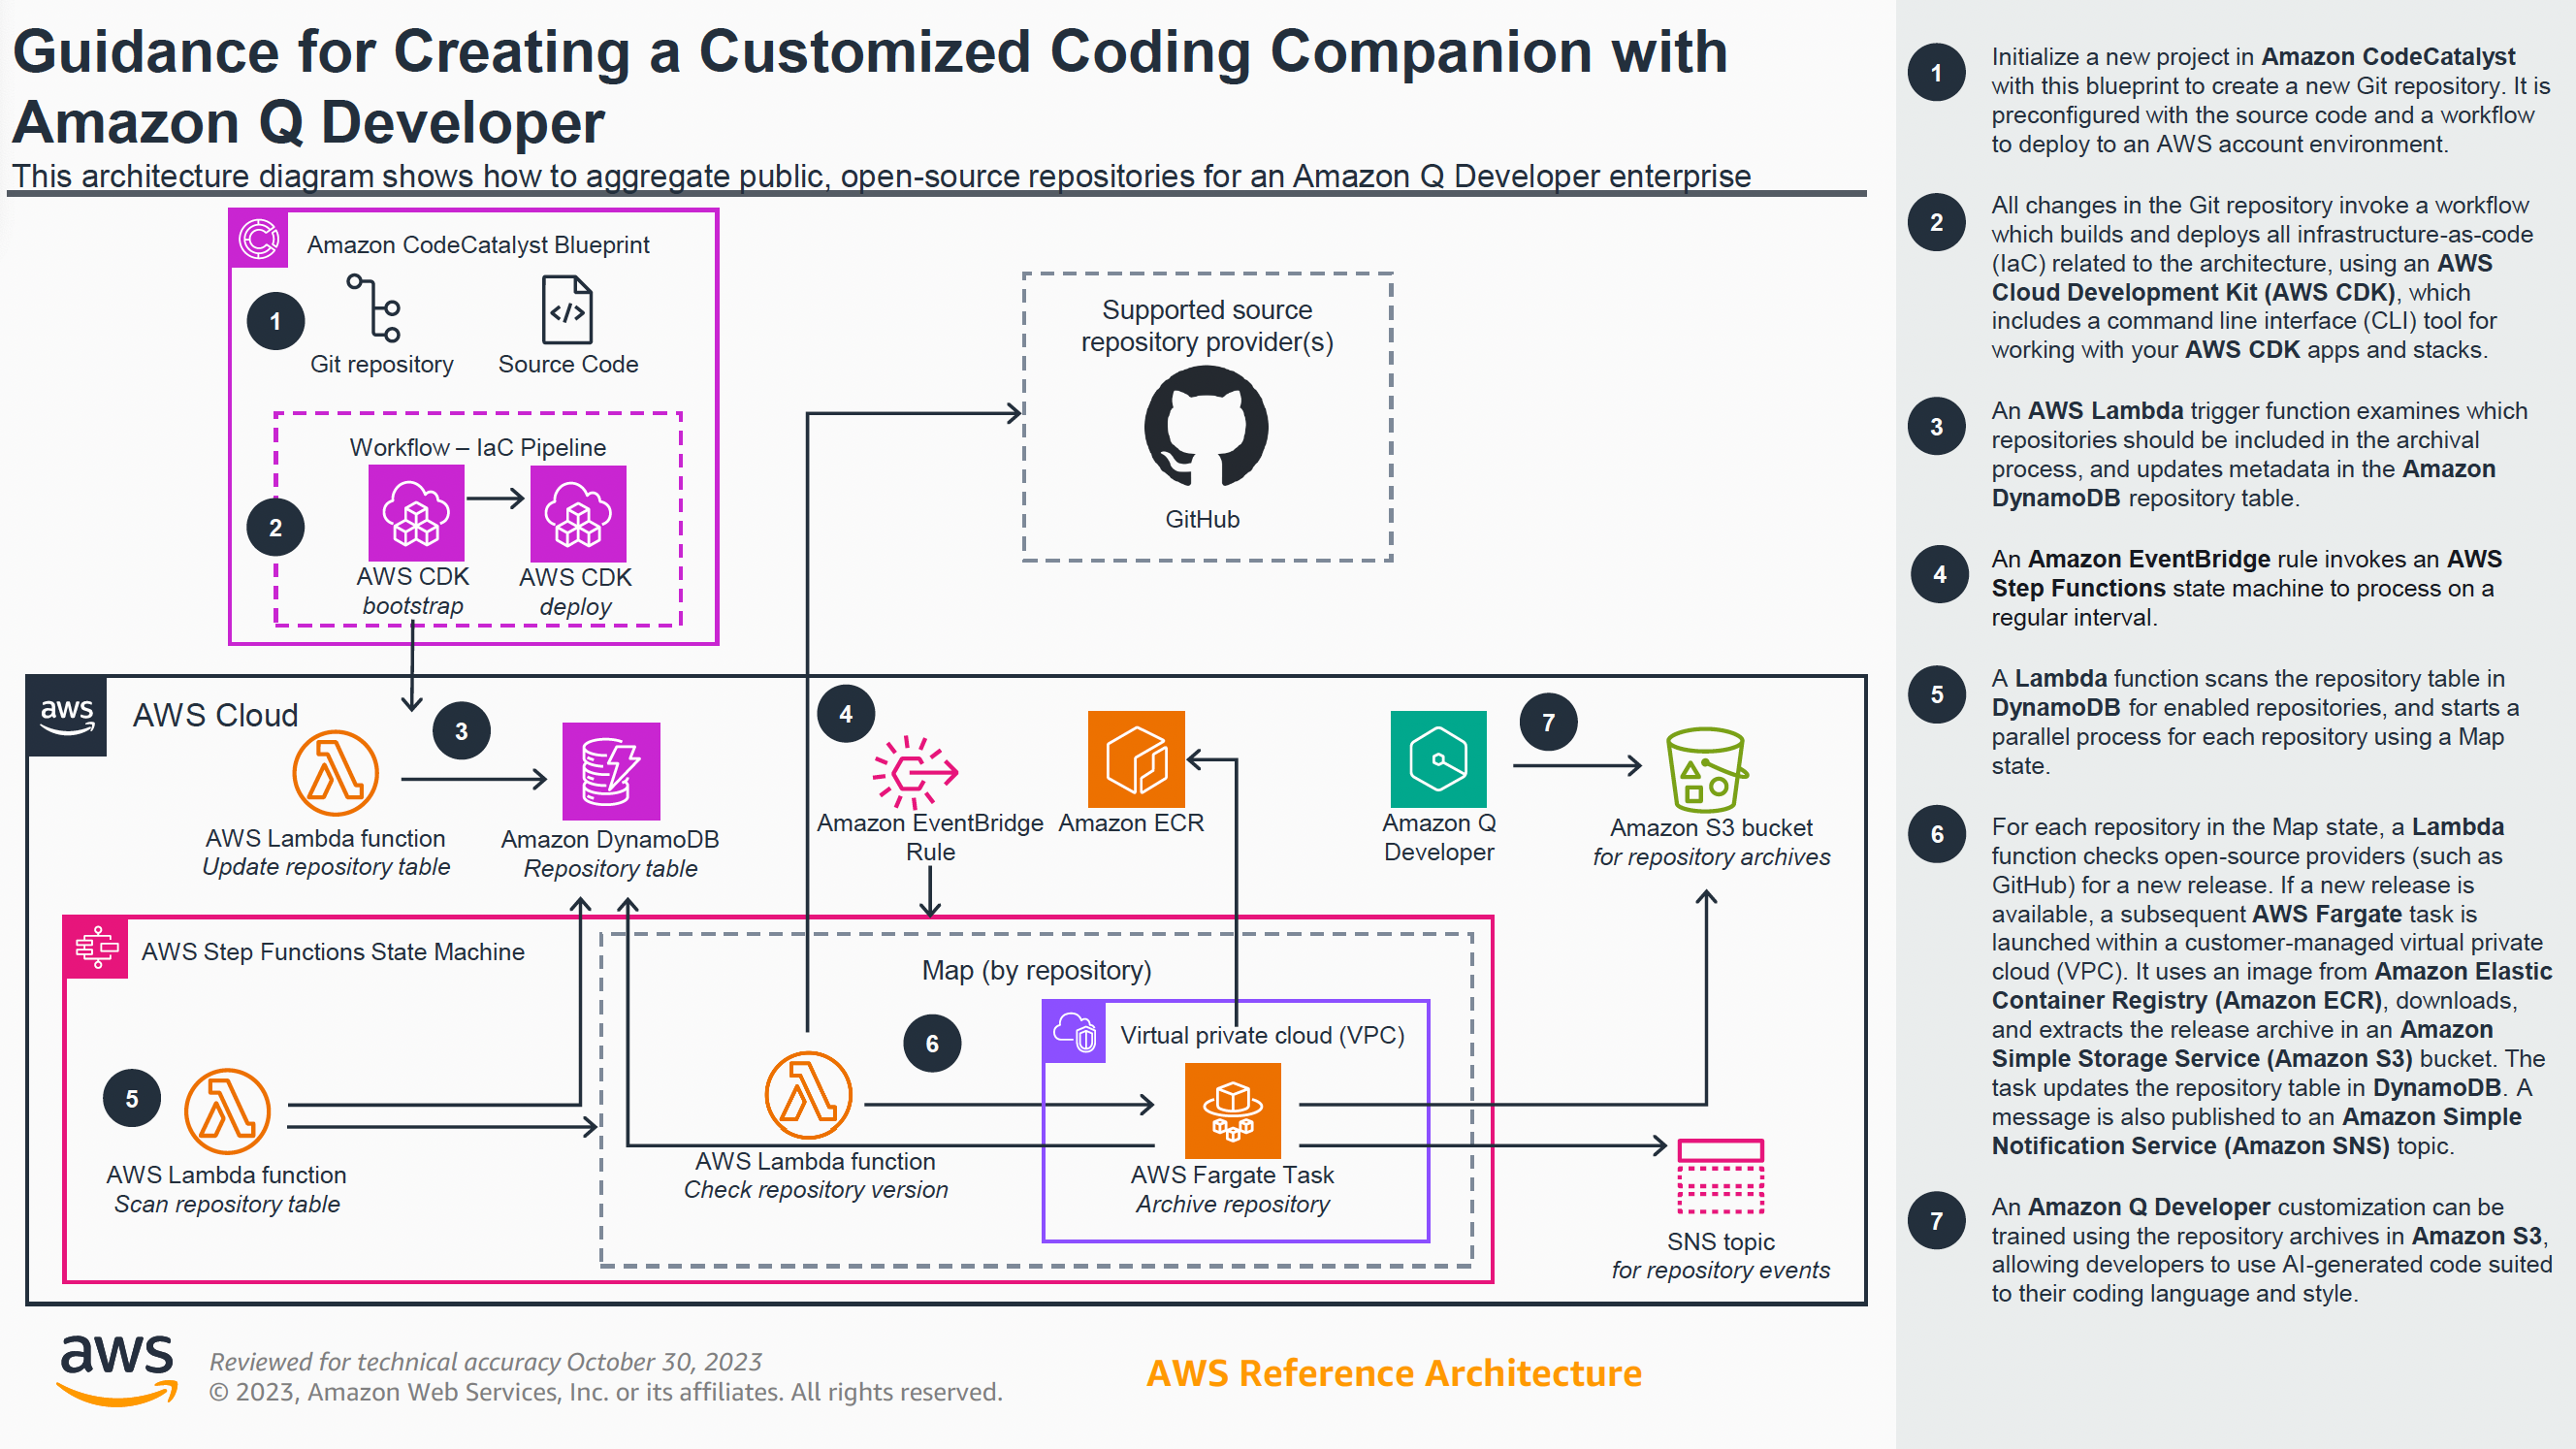 Guidance for Creating a Customized Coding Companion with
Amazon Q Developer
This architecture diagram shows how to aggregate public, open-source repositories for an Amazon Q Developer enterprise
Amazon CodeCatalyst Blueprint
1
Git repository
Source Code
Workflow – IaC Pipeline
2
AWS CDK
bootstrap
AWS CDK
deploy
Supported source
repository provider(s)
GitHub
aws
AWS Cloud
3
AWS Lambda function
Update repository table
Amazon DynamoDB
Repository table
4
Amazon EventBridge
Rule
Amazon ECR
Amazon Q
Developer
7
Amazon S3 bucket
for repository archives
AWS Step Functions State Machine
Map (by repository)
5
AWS Lambda function
Scan repository table
6
AWS Lambda function
Check repository version
Virtual private cloud (VPC)
AWS Fargate Task
Archive repository
SNS topic
for repository events
aws
Reviewed for technical accuracy October 30, 2023
© 2023, Amazon Web Services, Inc. or its affiliates. All rights reserved.
AWS Reference Architecture
1
Initialize a new project in Amazon CodeCatalyst
with this blueprint to create a new Git repository. It is
preconfigured with the source code and a workflow
to deploy to an AWS account environment.
2
All changes in the Git repository invoke a workflow
which builds and deploys all infrastructure-as-code
(IaC) related to the architecture, using an AWS
Cloud Development Kit (AWS CDK), which
includes a command line interface (CLI) tool for
working with your AWS CDK apps and stacks.
3
An AWS Lambda trigger function examines which
repositories should be included in the archival
process, and updates metadata in the Amazon
DynamoDB repository table.
4
An Amazon EventBridge rule invokes an AWS
Step Functions state machine to process on a
regular interval.
5
A Lambda function scans the repository table in
DynamoDB for enabled repositories, and starts a
parallel process for each repository using a Map
state.
6
For each repository in the Map state, a Lambda
function checks open-source providers (such as
GitHub) for a new release. If a new release is
available, a subsequent AWS Fargate task is
launched within a customer-managed virtual private
cloud (VPC). It uses an image from Amazon Elastic
Container Registry (Amazon ECR), downloads,
and extracts the release archive in an Amazon
Simple Storage Service (Amazon S3) bucket. The
task updates the repository table in DynamoDB. A
message is also published to an Amazon Simple
Notification Service (Amazon SNS) topic.
7
An Amazon Q Developer customization can be
trained using the repository archives in Amazon S3,
allowing developers to use AI-generated code suited
to their coding language and style.